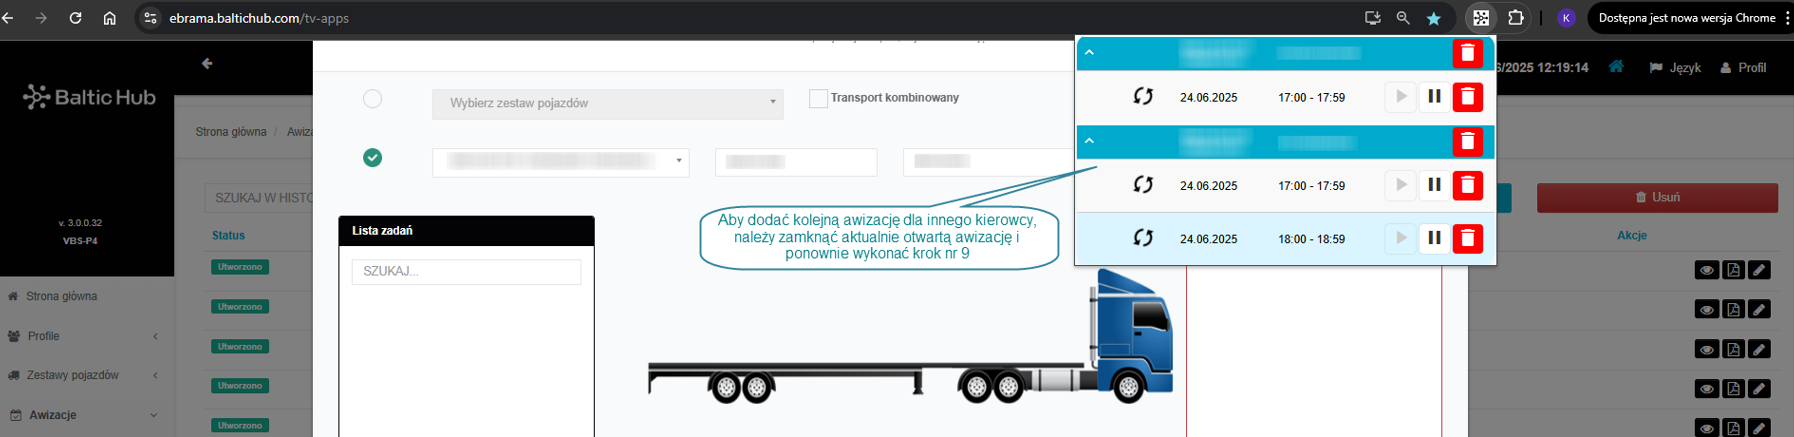 ebrama.baltichub.com/tv-apps
K
Dostępna jest nowa wersja Chrome
Baltic Hub
v. 3.0.0.32
VBS-P4
Strona główna
Profile
Zestawy pojazdów
Awizacje
Strona główna /
SZUKAJ W HISTO
Status
Utworzono
Utworzono
Utworzono
Utworzono
Utworzono
Wybierz zestaw pojazdów
Transport kombinowany
Lista zadań
SZUKAJ...
Aby dodać kolejną awizację dla innego kierowcy,
należy zamknąć aktualnie otwartą awizację i
ponownie wykonać krok nr 9
24.06.2025 17:00 - 17:59
24.06.2025 17:00 - 17:59
24.06.2025 18:00 - 18:59
/2025 12:19:14
Język
Profil
Usuń
Akcje